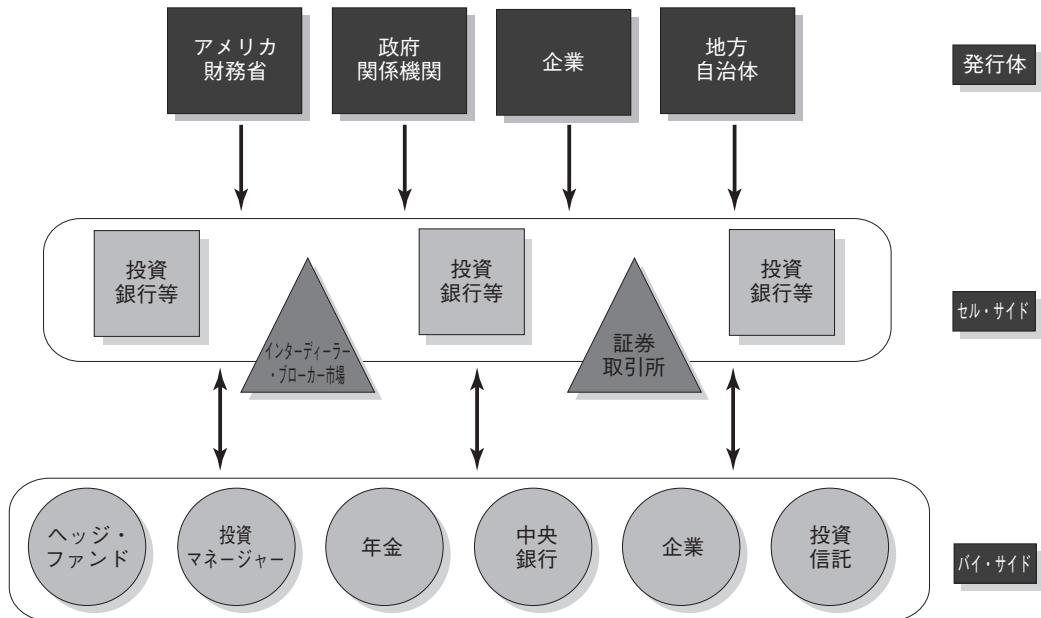 アメリカ
財務省
政府
関係機関
企業
地方
自治体
発行体
投資
銀行等
投資
銀行等
投資
銀行等
セル・サイド
インターディーラー
・ブローカー市場
証券
取引所
ヘッジ・
ファンド
投資
マネージャー
年金
中央
銀行
企業
投資
信託
バイ・サイド